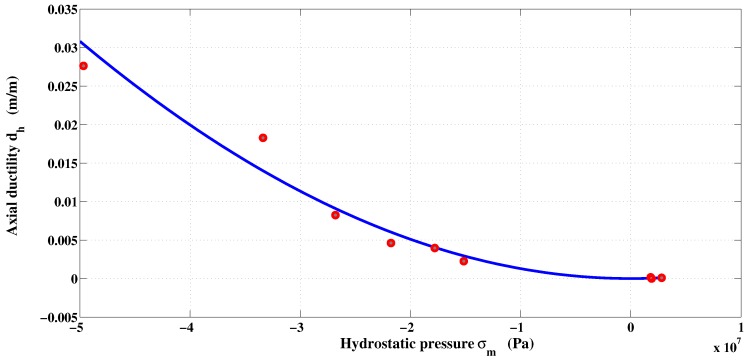 0.035
0.03
0.025
0.02
0.015
0.01
0.005
0
−0.005
Axial ductility d_h (m/m)
−5 −4 −3 −2 −1 0 1
x 10^7
Hydrostatic pressure σ_m (Pa)